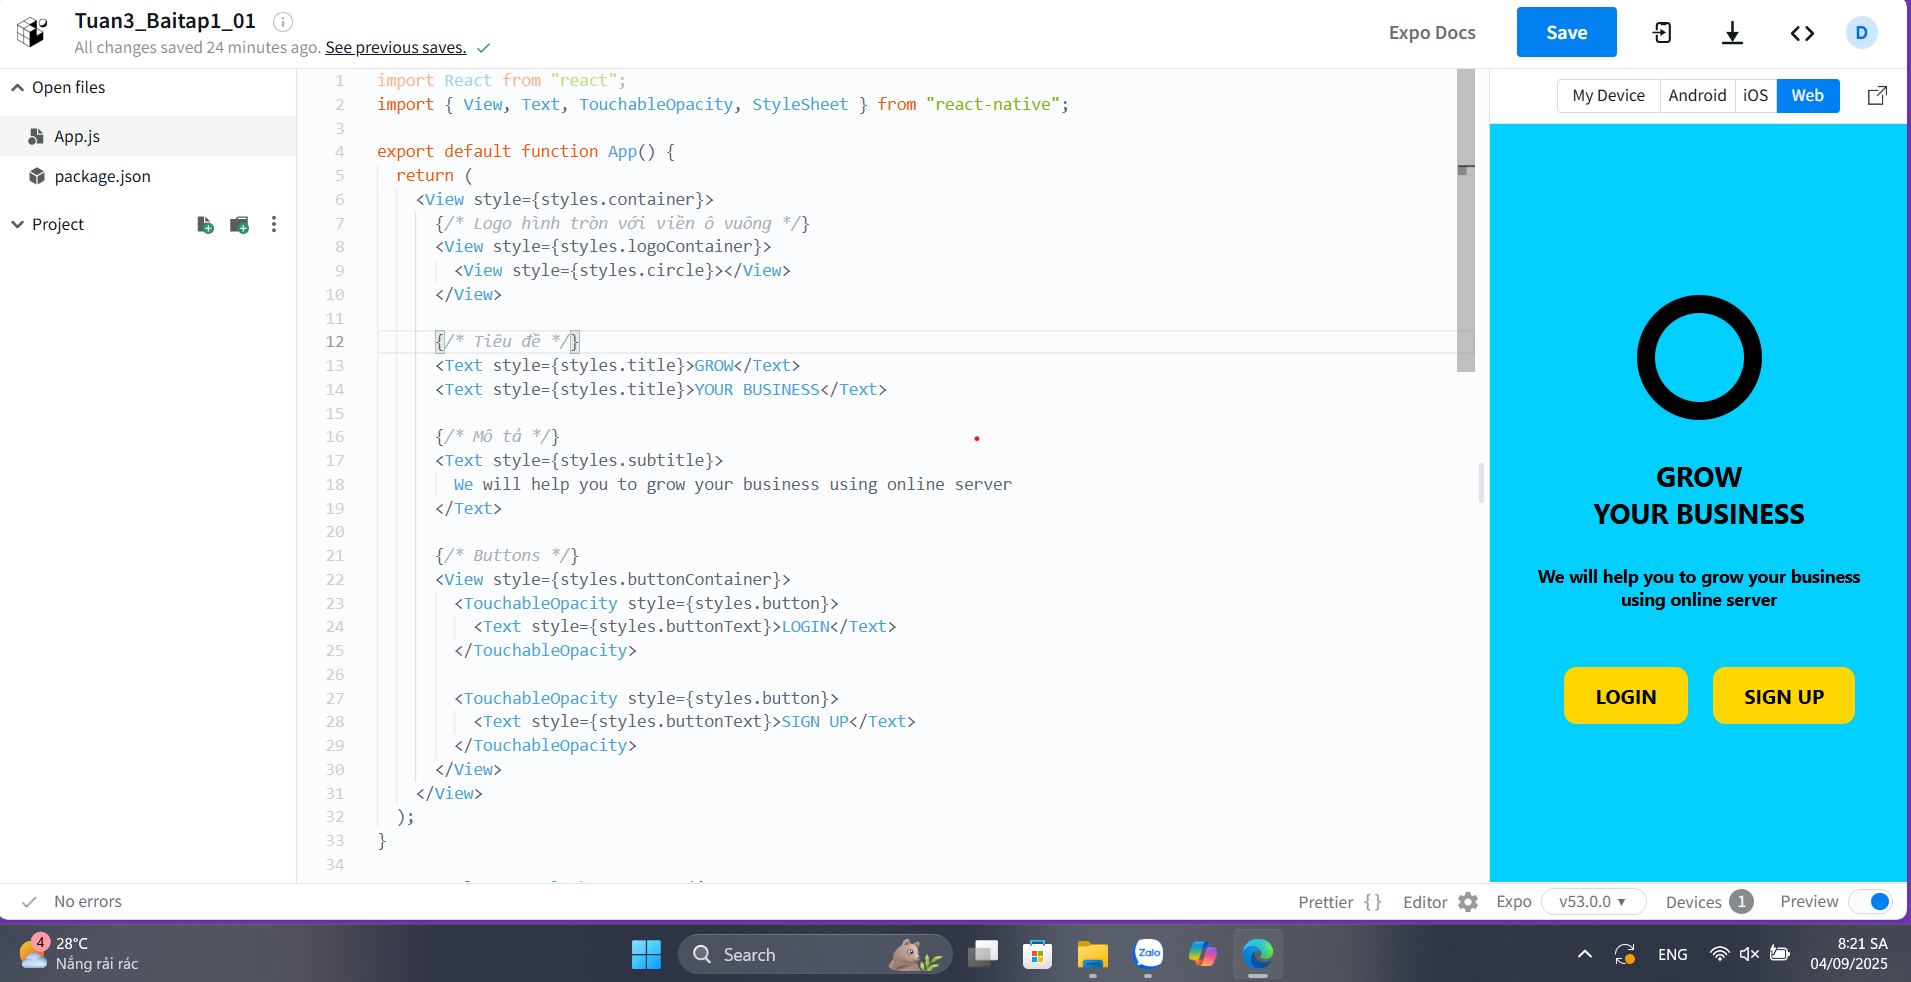 Tuan3_Baitap1_01
All changes saved 24 minutes ago. See previous saves.
Expo Docs
Save
D
Open files
App.js
package.json
Project
1 import React from "react";
2 import { View, Text, TouchableOpacity, StyleSheet } from "react-native";
3
4 export default function App() {
5 return (
6 <View style={styles.container}>
7 {/* Logo hình tròn với viền ô vuông */}
8 <View style={styles.logoContainer}>
9 <View style={styles.circle}></View>
10 </View>
11
12 {/* Tiêu đề */}
13 <Text style={styles.title}>GROW</Text>
14 <Text style={styles.title}>YOUR BUSINESS</Text>
15
16 {/* Mô tả */}
17 <Text style={styles.subtitle}>
18 We will help you to grow your business using online server
19 </Text>
20
21 {/* Buttons */}
22 <View style={styles.buttonContainer}>
23 <TouchableOpacity style={styles.button}>
24 <Text style={styles.buttonText}>LOGIN</Text>
25 </TouchableOpacity>
26
27 <TouchableOpacity style={styles.button}>
28 <Text style={styles.buttonText}>SIGN UP</Text>
29 </TouchableOpacity>
30 </View>
31 </View>
32 );
33 }
34
My Device Android iOS Web
GROW
YOUR BUSINESS
We will help you to grow your business
using online server
LOGIN SIGN UP
No errors
Prettier {} Editor Expo v53.0.0 Devices 1 Preview
4
28°C
Nắng rải rác
Search
Zalo
ENG
8:21 SA
04/09/2025